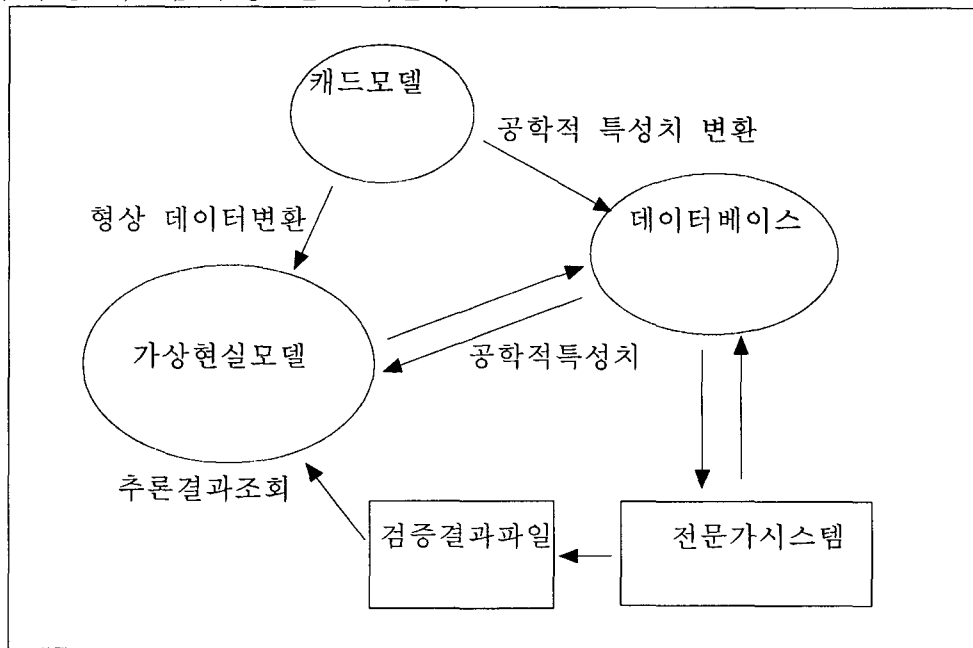 캐드모델
공학적 특성치 변환
형상 데이터변환
데이터베이스
가상현실모델
공학적특성치
추론결과조회
검증결과파일
전문가시스템